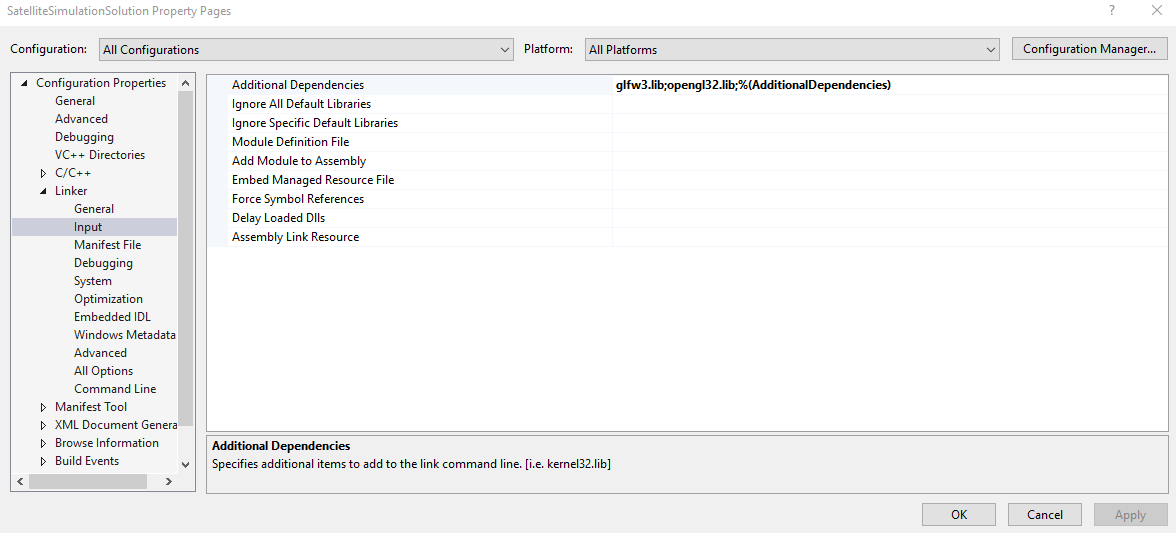 SatelliteSimulationSolution Property Pages
Configuration: All Configurations Platform: All Platforms Configuration Manager...
Configuration Properties
General
Advanced
Debugging
VC++ Directories
C/C++
Linker
General
Input
Manifest File
Debugging
System
Optimization
Embedded IDL
Windows Metadata
Advanced
All Options
Command Line
Manifest Tool
XML Document Genera
Browse Information
Build Events
Additional Dependencies glfw3.lib;opengl32.lib;%(AdditionalDependencies)
Ignore All Default Libraries
Ignore Specific Default Libraries
Module Definition File
Add Module to Assembly
Embed Managed Resource File
Force Symbol References
Delay Loaded Dlls
Assembly Link Resource
Additional Dependencies
Specifies additional items to add to the link command line. [i.e. kernel32.lib]
OK Cancel Apply